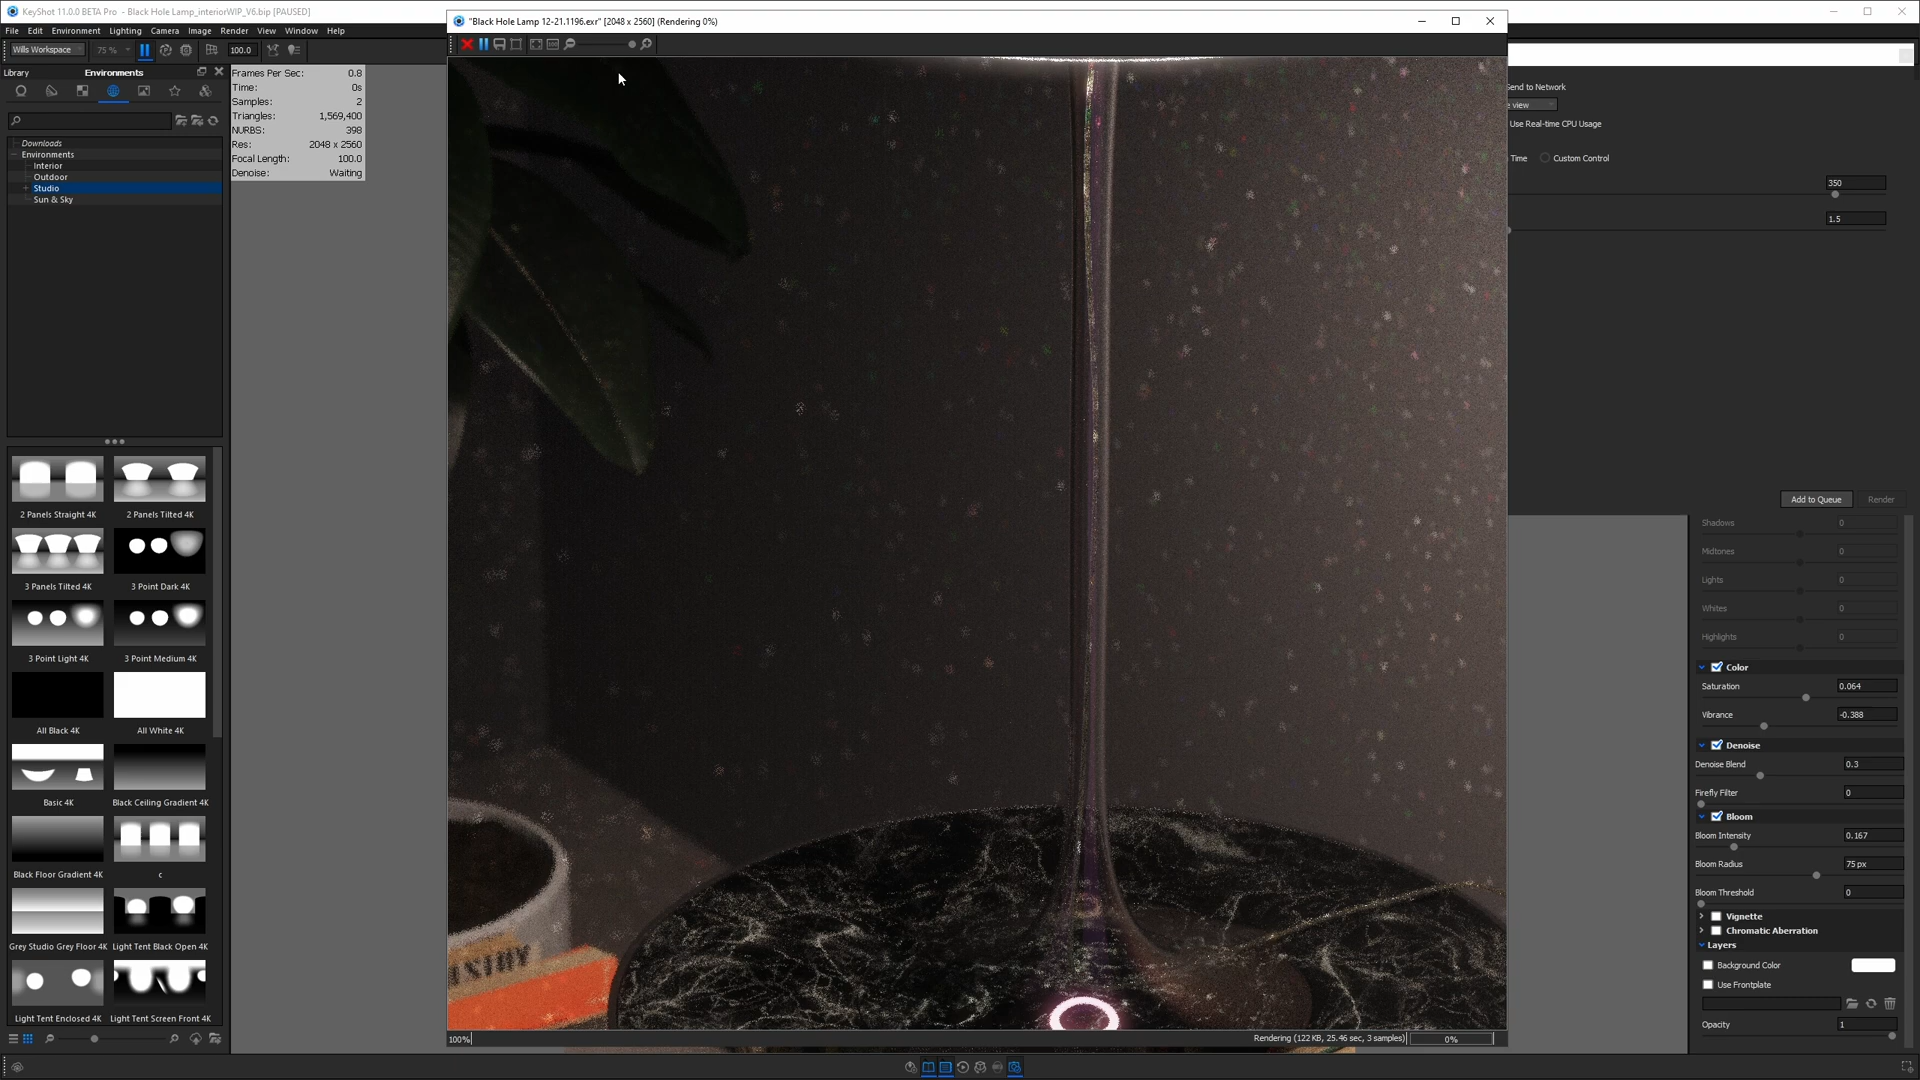 KeyShot 11.0.0 BETA Pro - Black Hole Lamp_interiorWIP_V6.bip [PAUSED]
"Black Hole Lamp 12-21.1196.exr" [2048 x 2560] (Rendering 0%)
File Edit Environment Lighting Camera Image Render View Window Help
Wills Workspace 75 % 100.0
Library Environments
Frames Per Sec: 0.8
Time: 0s
Samples: 2
Triangles: 1,569,400
NURBS: 398
Res: 2048 x 2560
Focal Length: 100.0
Denoise: Waiting
Downloads
Environments
Interior
Outdoor
Studio
Sun & Sky
2 Panels Straight 4K 2 Panels Tilted 4K
3 Panels Tilted 4K 3 Point Dark 4K
3 Point Light 4K 3 Point Medium 4K
All Black 4K All White 4K
Basic 4K Black Ceiling Gradient 4K
Black Floor Gradient 4K c
Grey Studio Grey Floor 4K Light Tent Black Open 4K
Light Tent Enclosed 4K Light Tent Screen Front 4K
STRY
100%
Rendering (122 KB, 25.46 sec, 3 samples) 0%
Send to Network
e view
Use Real-time CPU Usage
Time Custom Control
350
1.5
Add to Queue Render
Shadows 0
Midtones 0
Lights 0
Whites 0
Highlights 0
Color
Saturation 0.064
Vibrance -0.388
Denoise
Denoise Blend 0.3
Firefly Filter 0
Bloom
Bloom Intensity 0.167
Bloom Radius 75 px
Bloom Threshold 0
Vignette
Chromatic Aberration
Layers
Background Color
Use Frontplate
Opacity 1